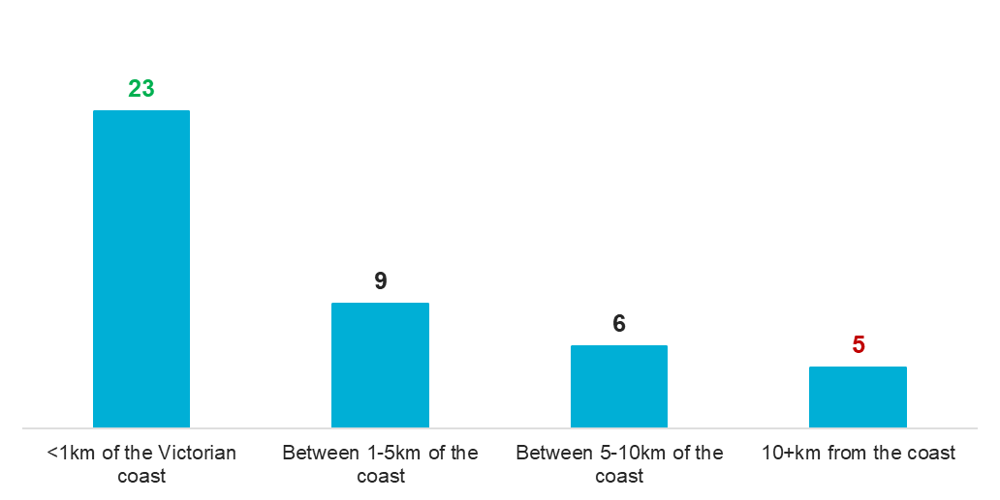 23
9
6
5
<1km of the Victorian
coast
Between 1-5km of the
coast
Between 5-10km of the
coast
10+km from the coast